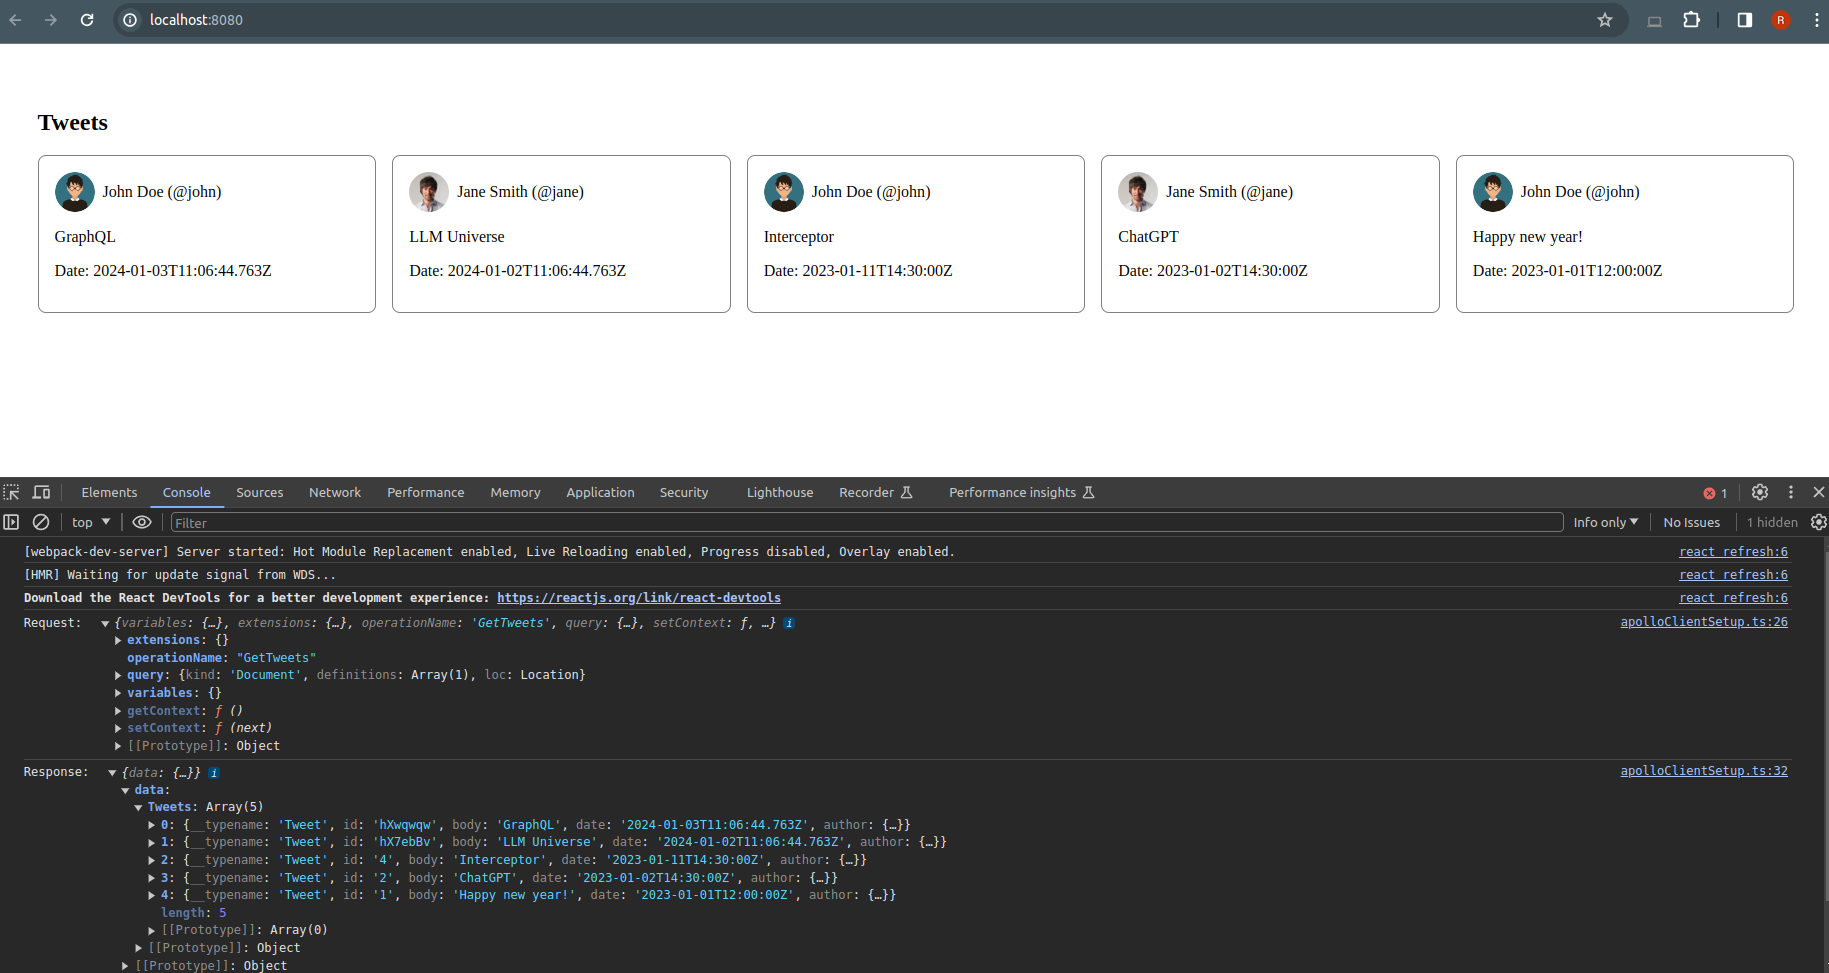 localhost:8080
R
Tweets
John Doe (@john)
GraphQL
Date: 2024-01-03T11:06:44.763Z
Jane Smith (@jane)
LLM Universe
Date: 2024-01-02T11:06:44.763Z
John Doe (@john)
Interceptor
Date: 2023-01-11T14:30:00Z
Jane Smith (@jane)
ChatGPT
Date: 2023-01-02T14:30:00Z
John Doe (@john)
Happy new year!
Date: 2023-01-01T12:00:00Z
Elements Console Sources Network Performance Memory Application Security Lighthouse Recorder Performance insights 1
top Filter Info only No Issues 1 hidden
[webpack-dev-server] Server started: Hot Module Replacement enabled, Live Reloading enabled, Progress disabled, Overlay enabled. react refresh:6
[HMR] Waiting for update signal from WDS... react refresh:6
Download the React DevTools for a better development experience: https://reactjs.org/link/react-devtools react refresh:6
Request: ▼ {variables: {…}, extensions: {…}, operationName: 'GetTweets', query: {…}, setContext: ƒ, …} i apolloClientSetup.ts:26
▶ extensions: {}
operationName: "GetTweets"
▶ query: {kind: 'Document', definitions: Array(1), loc: Location}
▶ variables: {}
▶ getContext: ƒ ()
▶ setContext: ƒ (next)
▶ [[Prototype]]: Object
Response: ▼ {data: {…}} i apolloClientSetup.ts:32
▼ data:
▼ Tweets: Array(5)
▶ 0: {__typename: 'Tweet', id: 'hXwqwqw', body: 'GraphQL', date: '2024-01-03T11:06:44.763Z', author: {…}}
▶ 1: {__typename: 'Tweet', id: 'hX7ebBv', body: 'LLM Universe', date: '2024-01-02T11:06:44.763Z', author: {…}}
▶ 2: {__typename: 'Tweet', id: '4', body: 'Interceptor', date: '2023-01-11T14:30:00Z', author: {…}}
▶ 3: {__typename: 'Tweet', id: '2', body: 'ChatGPT', date: '2023-01-02T14:30:00Z', author: {…}}
▶ 4: {__typename: 'Tweet', id: '1', body: 'Happy new year!', date: '2023-01-01T12:00:00Z', author: {…}}
length: 5
▶ [[Prototype]]: Array(0)
▶ [[Prototype]]: Object
▶ [[Prototype]]: Object